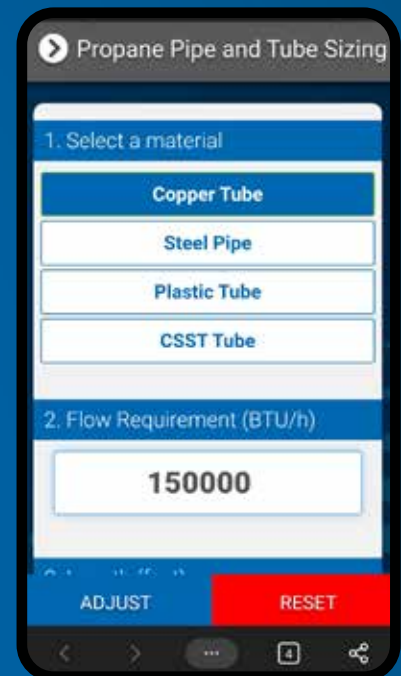 Propane Pipe and Tube Sizing
1. Select a material
Copper Tube
Steel Pipe
Plastic Tube
CSST Tube
2. Flow Requirement (BTU/h)
150000
ADJUST
RESET
4